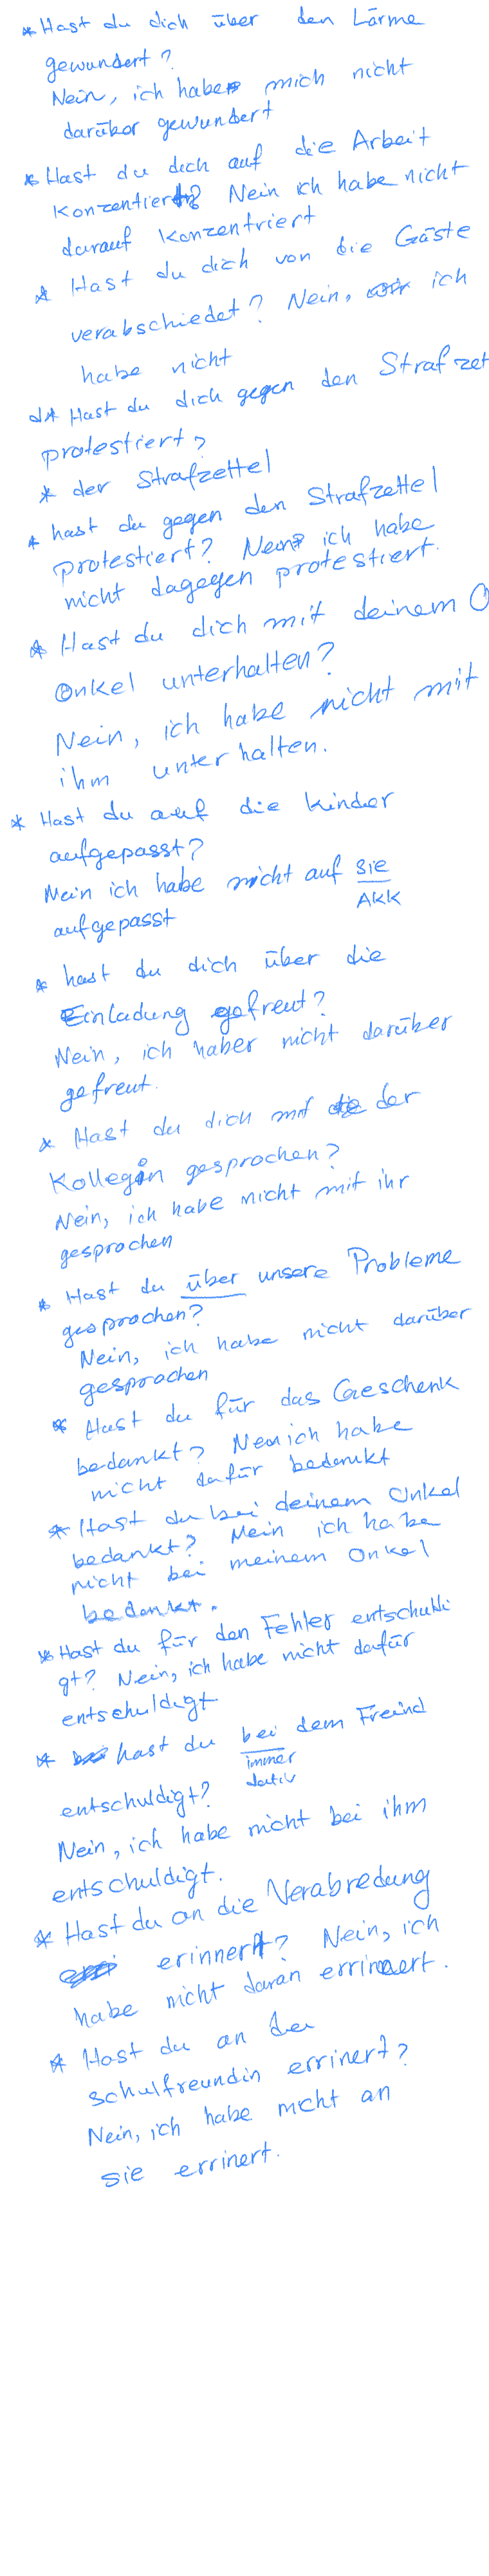 * Hast du dich über den Lärme
gewundert?
Nein, ich habe mich nicht
darüber gewundert
* Hast du dich auf die Arbeit
Konzentiert? Nein ich habe nicht
darauf Konzentriert
* Hast du dich von die Gäste
verabschiedet? Nein, ich
habe nicht
* Hast du dich gegen den Strafzet
protestiert?
* der Strafzettel
* hast du gegen den Strafzettel
protestiert? Nein ich habe
nicht dagegen protestiert.
* Hast du dich mit deinem O
Onkel unterhalten?
Nein, ich habe nicht mit
ihm unterhalten.
* Hast du auf die kinder
aufgepasst?
Nein ich habe nicht auf sie
AKK
aufgepasst
* hast du dich über die
Einladung gefreut?
Nein, ich haber nicht darüber
gefreut.
* Hast du dich mit der
Kollegin gesprochen?
Nein, ich habe nicht mit ihr
gesprochen
* Hast du über unsere Probleme
gesprochen?
Nein, ich habe nicht darüber
gesprochen
* Hast du für das Geschenk
bedankt? Nein ich habe
nicht dafür bedankt
* Hast du bei deinem Onkel
bedankt? Nein ich habe
nicht bei meinem Onkel
bedankt.
* Hast du für den Fehler entschuldi
gt? Nein, ich habe nicht dafür
entschuldigt
* hast du bei dem Freind
immer
dativ
entschuldigt?
Nein, ich habe nicht bei ihm
entschuldigt.
* Hast du an die Verabredung
erinnert? Nein, ich
habe nicht daran errinnert.
* Hast du an der
schulfreundin errinert?
Nein, ich habe nicht an
sie errinert.